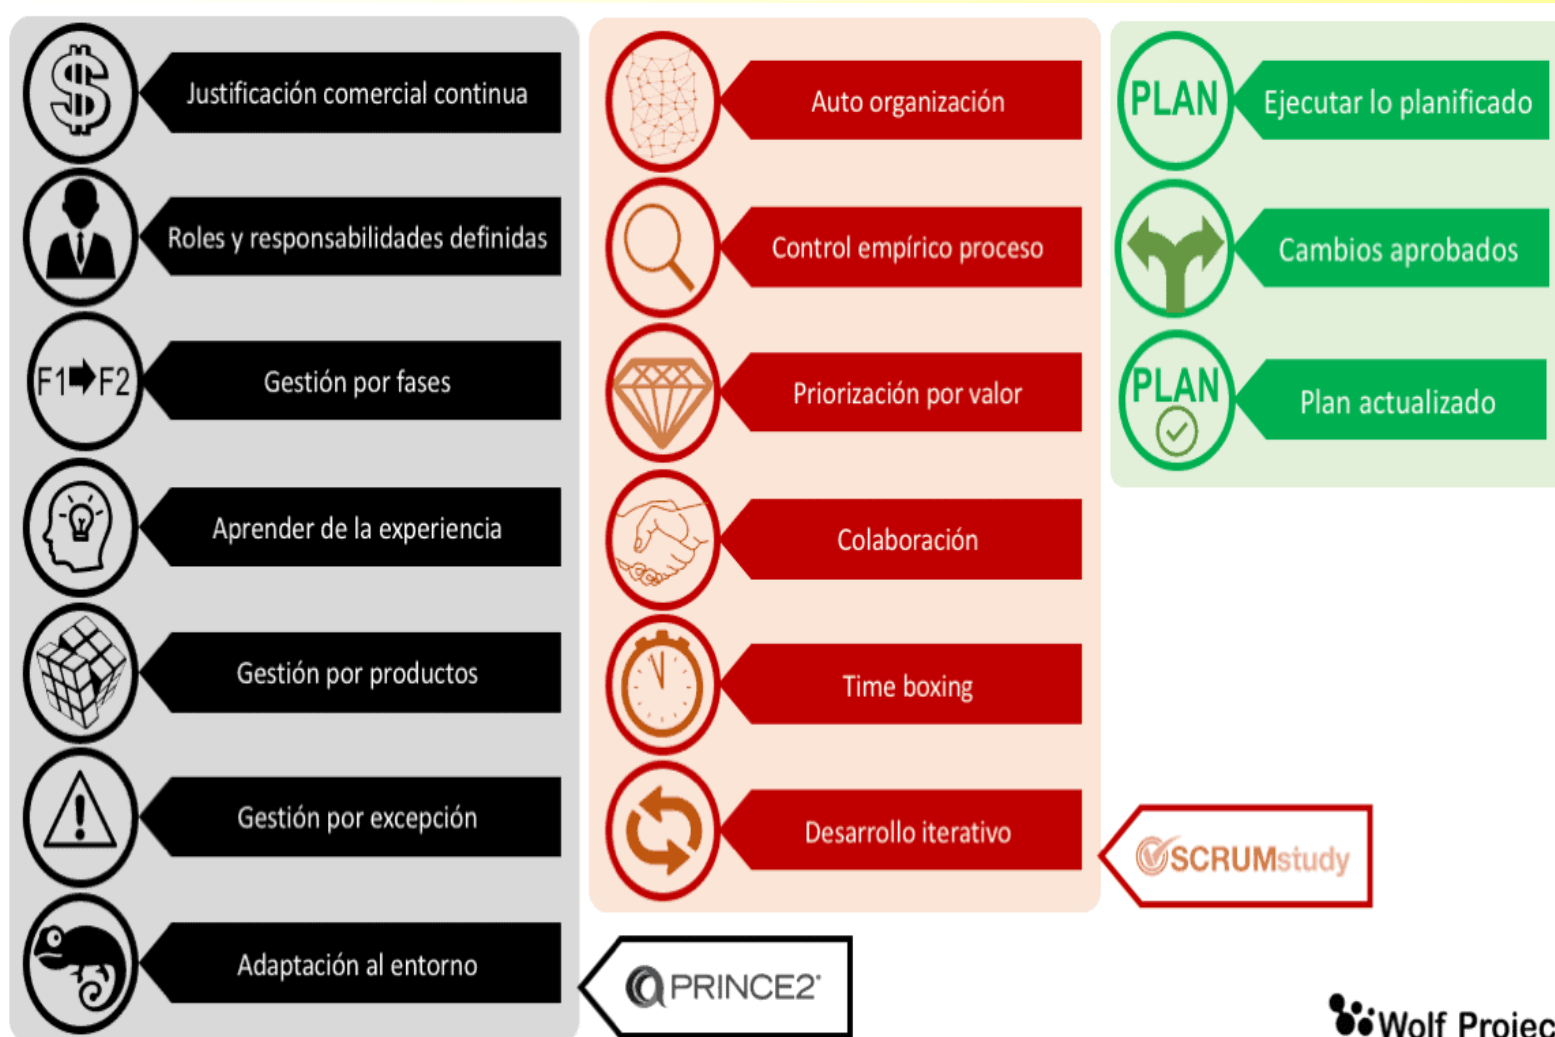 Justificación comercial continua
Roles y responsabilidades definidas
F1 F2
Gestión por fases
Aprender de la experiencia
Gestión por productos
Gestión por excepción
Adaptación al entorno
PRINCE2
Auto organización
Control empírico proceso
Priorización por valor
Colaboración
Time boxing
Desarrollo iterativo
SCRUMstudy
PLAN
Ejecutar lo planificado
Cambios aprobados
PLAN
Plan actualizado
Wolf